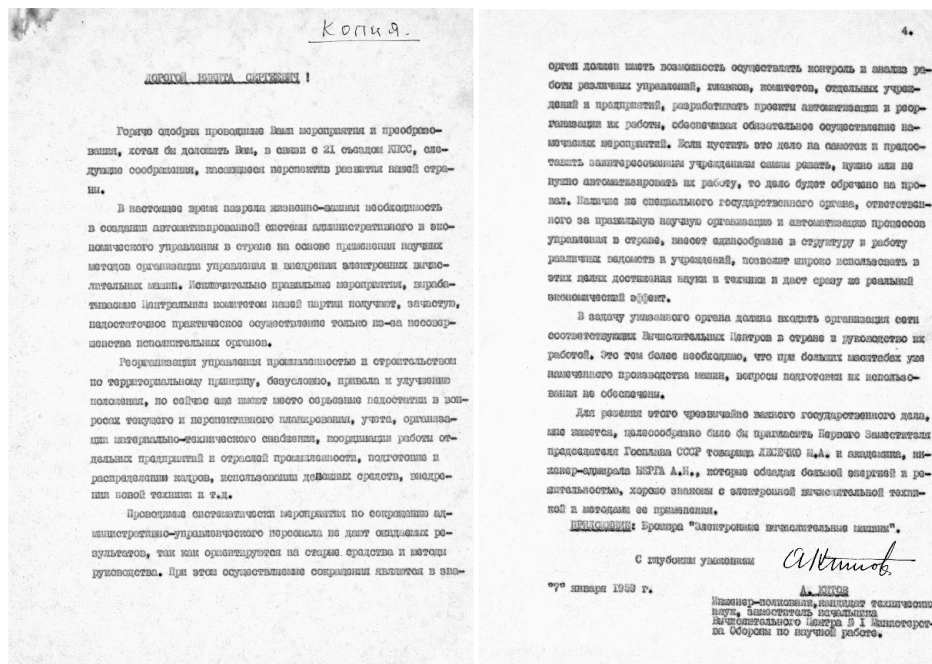 Копия.
ДОРОГОЙ НИКИТА СЕРГЕЕВИЧ !
Горячо одобряя проводимые Вами мероприятия и преобразо-
вания, хотел бы доложить Вам, в связи с 21 съездом КПСС, сле-
дующие соображения, касающиеся перспектив развития нашей стра-
ны.
В настоящее время назрела жизненно-важная необходимость
в создании автоматизированной системы административного и эко-
номического управления в стране на основе применения научных
методов организации управления и внедрения электронных вычис-
лительных машин. Исключительно правильные мероприятия, выраба-
тываемые Центральным комитетом нашей партии получают, зачастую,
недостаточное практическое осуществление только из-за несовер-
шенства исполнительных органов.
Реорганизация управления промышленностью и строительством
по территориальному принципу, безусловно, привела к улучшению
положения, но сейчас еще имеют место серьезные недостатки в воп-
росах текущего и перспективного планирования, учета, организа-
ции материально-технического снабжения, координации работы от-
дельных предприятий и отраслей промышленности, подготовке и
распределении кадров, использовании денежных средств, внедре-
нии новой техники и т.д.
Проводимые систематически мероприятия по сокращению ад-
министративно-управленческого персонала не дают ожидаемых ре-
зультатов, так как ориентируются на старые средства и методы
руководства. При этом осуществляемые сокращения являются в зна-
4.
орган должен иметь возможность осуществлять контроль и анализ ра-
боты различных управлений, главков, комитетов, отдельных учреж-
дений и предприятий, разрабатывать проекты автоматизации и реор-
ганизации их работы, обеспечивая обязательное осуществление на-
мечаемых мероприятий. Если пустить это дело на самотек и предос-
тавить заинтересованным учреждениям самим решать, нужно или не
нужно автоматизировать их работу, то дело будет обречено на про-
вал. Наличие же специального государственного органа, ответствен-
ного за правильную научную организацию и автоматизацию процессов
управления в стране, внесет единообразие в структуру и работу
различных ведомств и учреждений, позволит широко использовать в
этих целях достижения науки и техники и даст сразу же реальный
экономический эффект.
В задачу указанного органа должна входить организация сети
соответствующих Вычислительных Центров в стране и руководство их
работой. Это тем более необходимо, что при больших масштабах уже
намеченного производства машин, вопросы подготовки их использо-
вания не обеспечены.
Для решения этого чрезвычайно важного государственного дела,
мне кажется, целесообразно было бы пригласить Первого Заместителя
председателя Госплана СССР товарища ЛЕСЕЧКО М.А. и академика, ин-
женер-адмирала БЕРГА А.И., которые обладая большой энергией и ре-
шительностью, хорошо знакомы с электронной вычислительной техни-
кой и методами ее применения.
ПРИЛОЖЕНИЕ: Брошюра "Электронные вычислительные машины".
С глубоким уважением
АКитов
"7" января 1959 г.
А. КИТОВ
Инженер-полковник, кандидат технических
наук, заместитель начальника
Вычислительного Центра № I Министерст-
ва Обороны по научной работе.